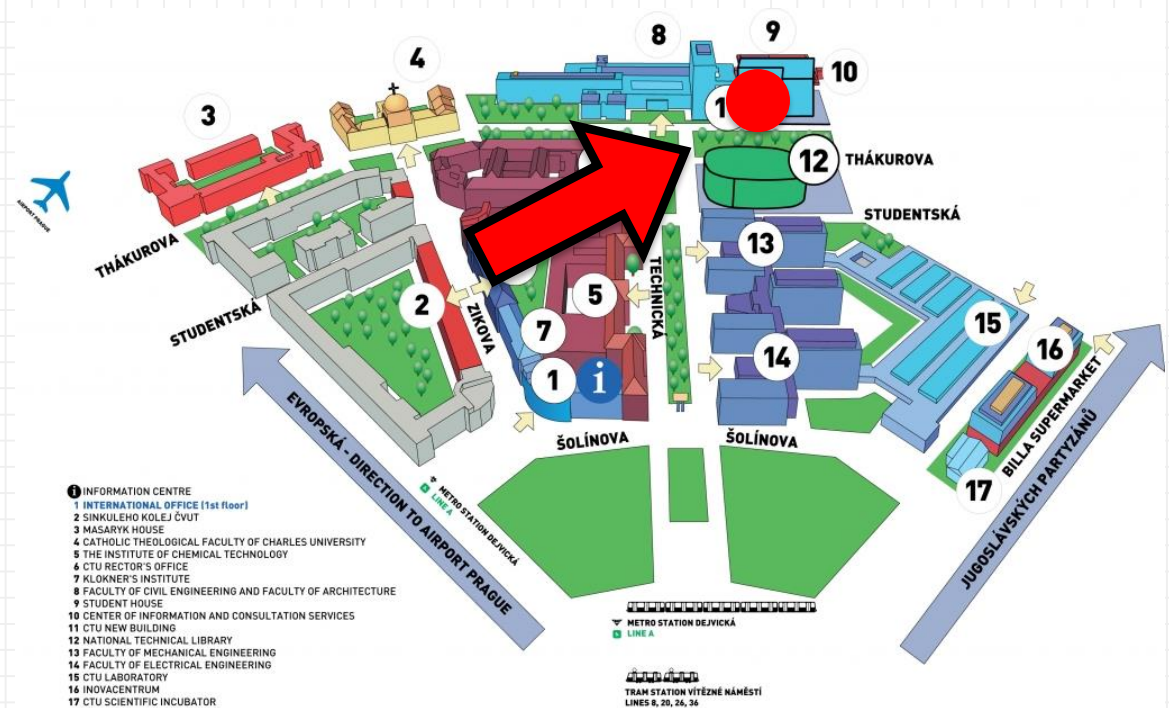 8
9
4
10
3
1
12
THÁKUROVA
STUDENTSKÁ
AIRPORT PRAGUE
13
THÁKUROVA
TECHNICKÁ
2
5
STUDENTSKÁ
ZIKOVA
7
15
14
16
1 i
BILLA SUPERMARKET
EVROPSKÁ - DIRECTION TO AIRPORT PRAGUE
ŠOLÍNOVA
ŠOLÍNOVA
17
JUGOSLÁVSKÝCH PARTYZÁNŮ
METRO STATION DEJVICKÁ
LINE A
i INFORMATION CENTRE
1 INTERNATIONAL OFFICE (1st floor)
2 SINKULEHO KOLEJ ČVUT
3 MASARYK HOUSE
4 CATHOLIC THEOLOGICAL FACULTY OF CHARLES UNIVERSITY
5 THE INSTITUTE OF CHEMICAL TECHNOLOGY
6 CTU RECTOR'S OFFICE
7 KLOKNER'S INSTITUTE
8 FACULTY OF CIVIL ENGINEERING AND FACULTY OF ARCHITECTURE
9 STUDENT HOUSE
10 CENTER OF INFORMATION AND CONSULTATION SERVICES
11 CTU NEW BUILDING
12 NATIONAL TECHNICAL LIBRARY
13 FACULTY OF MECHANICAL ENGINEERING
14 FACULTY OF ELECTRICAL ENGINEERING
15 CTU LABORATORY
16 INOVACENTRUM
17 CTU SCIENTIFIC INCUBATOR
METRO STATION DEJVICKÁ
LINE A
TRAM STATION VÍTĚZNÉ NÁMĚSTÍ
LINES 8, 20, 26, 36